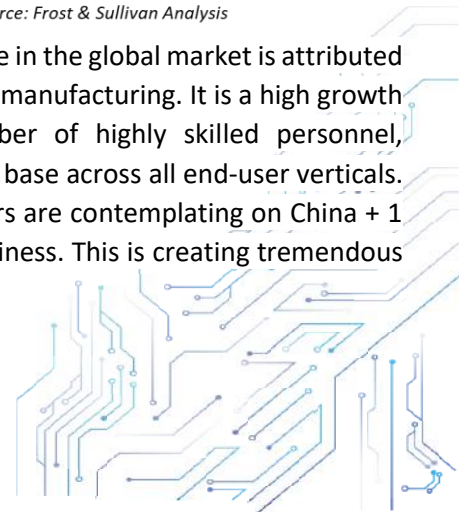 rce: Frost & Sullivan Analysis
e in the global market is attributed
manufacturing. It is a high growth
ber of highly skilled personnel,
base across all end-user verticals.
rs are contemplating on China + 1
iness. This is creating tremendous